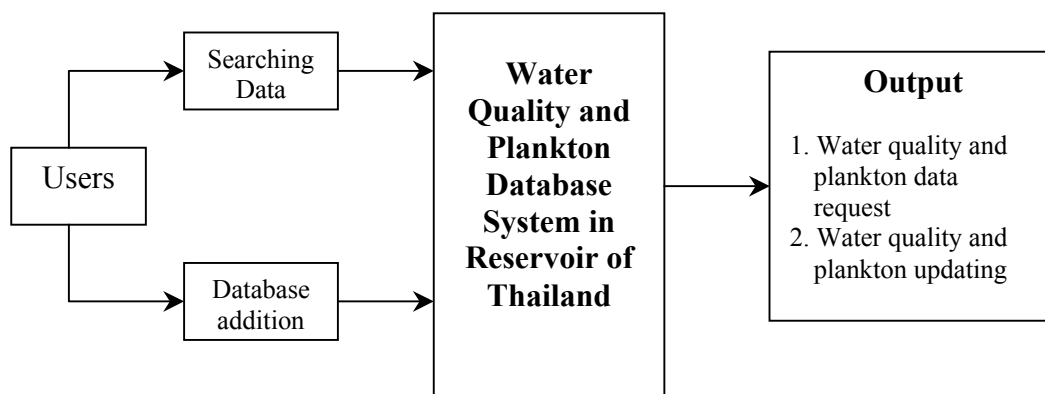 Users
Searching
Data
Database
addition
Water
Quality and
Plankton
Database
System in
Reservoir of
Thailand
Output
1. Water quality and
plankton data
request
2. Water quality and
plankton updating